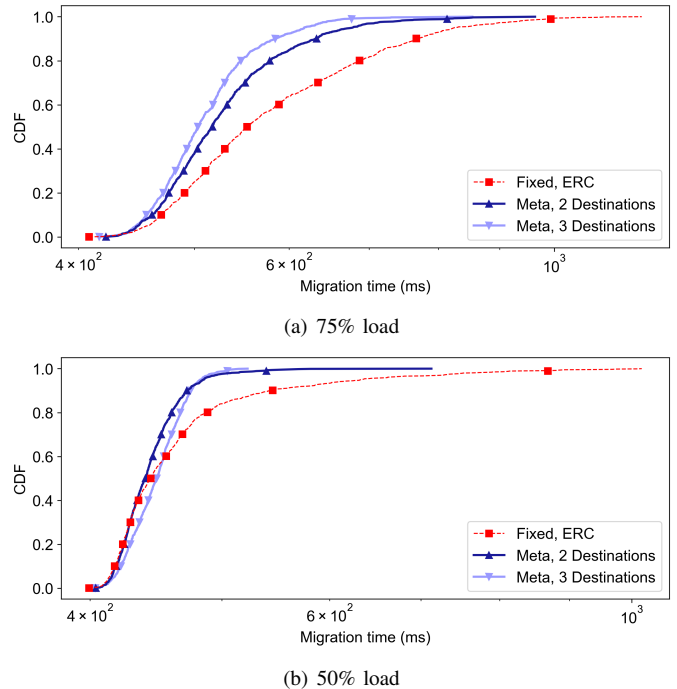 1.0
0.8
0.6
0.4
0.2
0.0
CDF
Fixed, ERC
Meta, 2 Destinations
Meta, 3 Destinations
4 × 10² 6 × 10² 10³
Migration time (ms)
(a) 75% load
1.0
0.8
0.6
0.4
0.2
0.0
CDF
Fixed, ERC
Meta, 2 Destinations
Meta, 3 Destinations
4 × 10² 6 × 10² 10³
Migration time (ms)
(b) 50% load